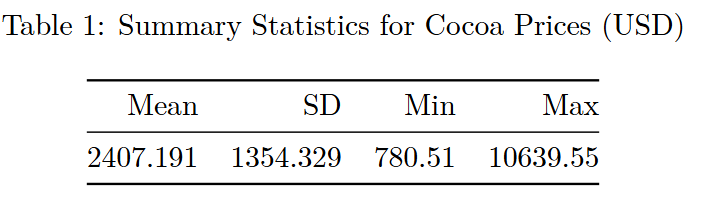 Table 1: Summary Statistics for Cocoa Prices (USD)
Mean SD Min Max
2407.191 1354.329 780.51 10639.55